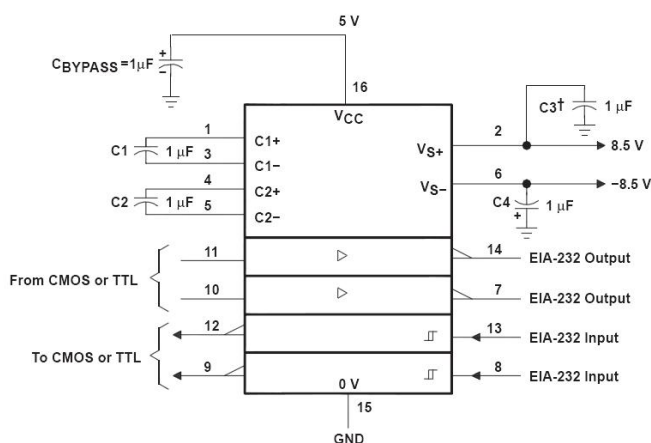 5 V
CBYPASS = 1μF
+
−
16
VCC
C3†
1 μF
1
C1+
2
VS+
8.5 V
C1
1 μF
3
C1−
4
C2+
6
VS−
−8.5 V
C2
1 μF
5
C2−
C4
+
1 μF
11
14
EIA-232 Output
From CMOS or TTL
10
7
EIA-232 Output
12
13
EIA-232 Input
To CMOS or TTL
9
8
EIA-232 Input
0 V
15
GND